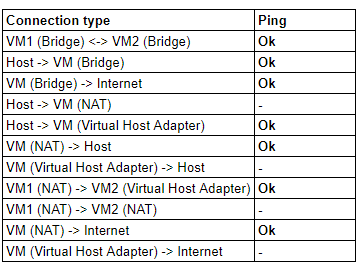 Connection type Ping
VM1 (Bridge) <-> VM2 (Bridge) Ok
Host -> VM (Bridge) Ok
VM (Bridge) -> Internet Ok
Host -> VM (NAT) -
Host -> VM (Virtual Host Adapter) Ok
VM (NAT) -> Host Ok
VM (Virtual Host Adapter) -> Host -
VM1 (NAT) -> VM2 (Virtual Host Adapter) Ok
VM1 (NAT) -> VM2 (NAT) -
VM (NAT) -> Internet Ok
VM (Virtual Host Adapter) -> Internet -